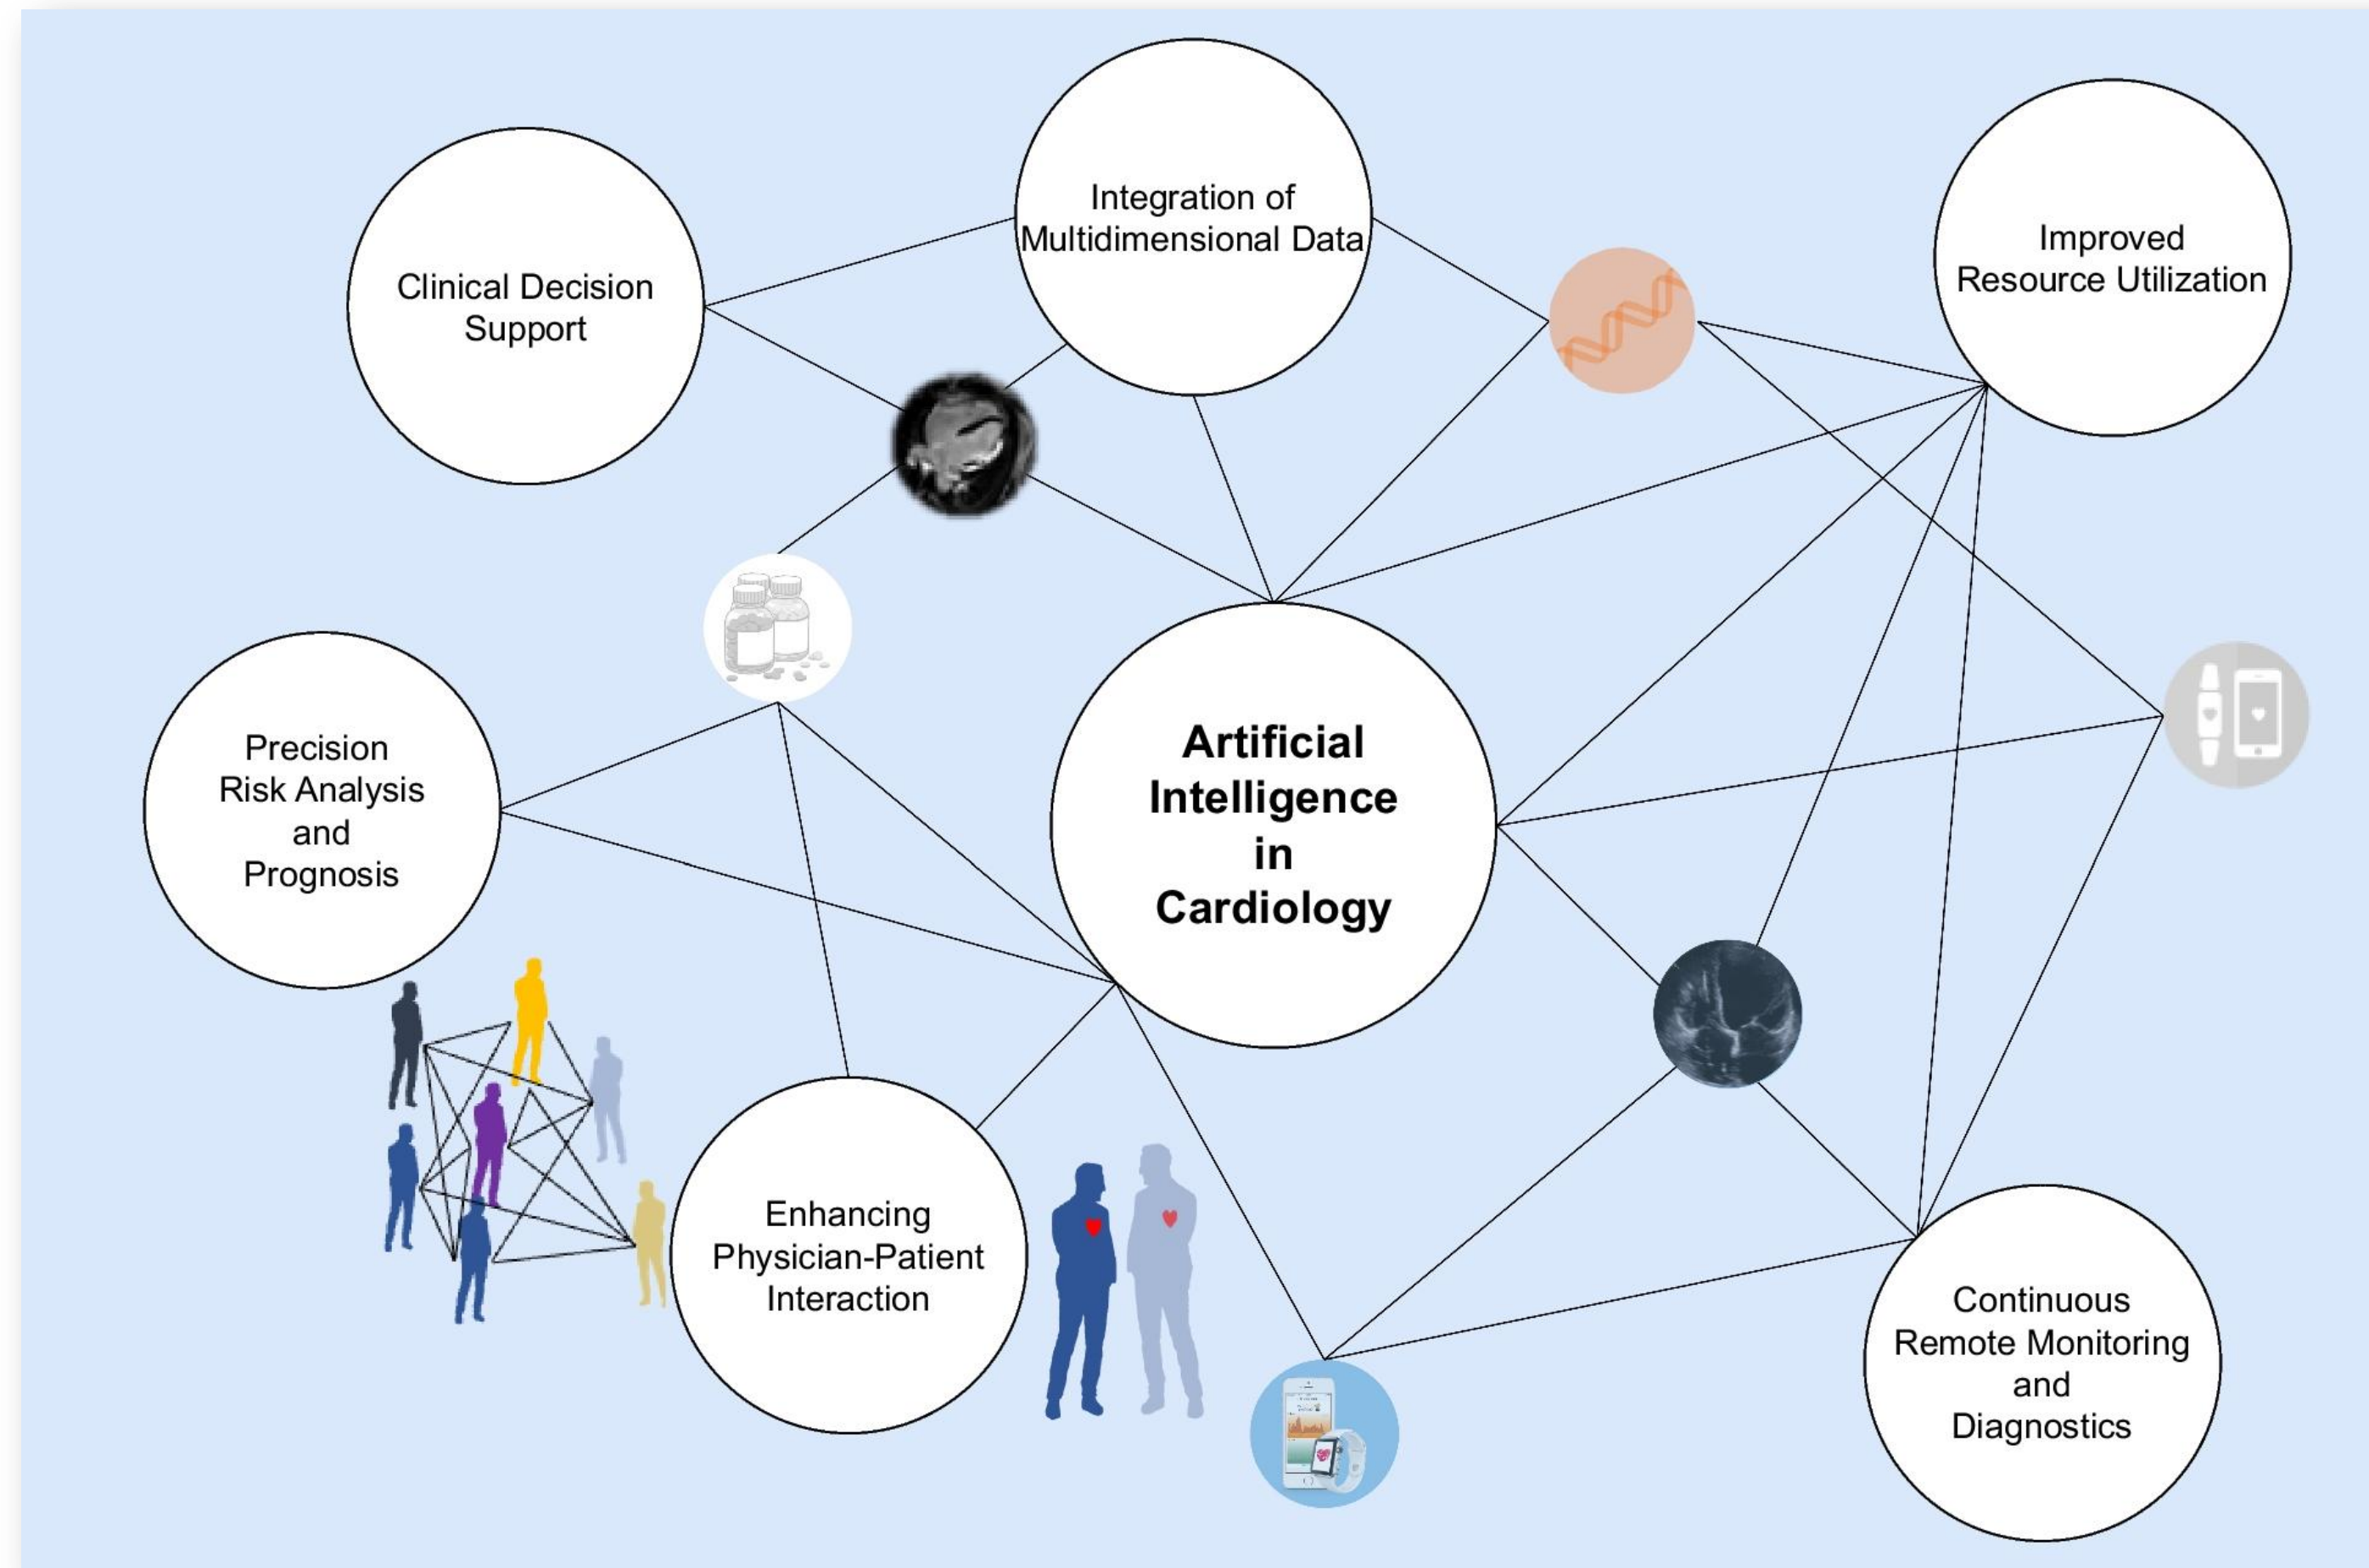 Integration of
Multidimensional Data
Improved
Resource Utilization
Clinical Decision
Support
Artificial
Intelligence
in
Cardiology
Precision
Risk Analysis
and
Prognosis
Enhancing
Physician-Patient
Interaction
Continuous
Remote Monitoring
and
Diagnostics